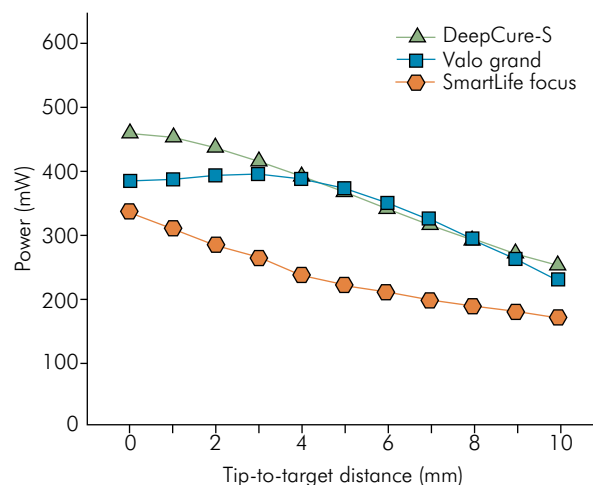 600
500
400
300
200
100
0
Power (mW)
DeepCure-S
Valo grand
SmartLife focus
0 2 4 6 8 10
Tip-to-target distance (mm)